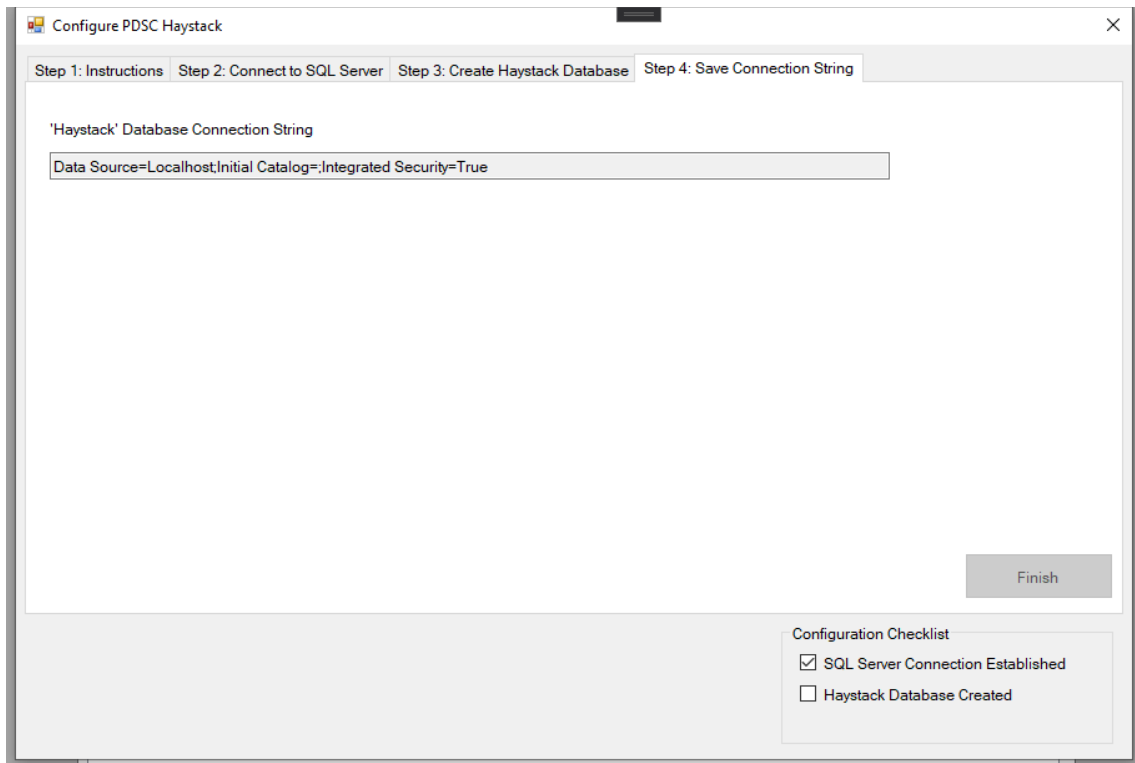 Configure PDSC Haystack
Step 1: Instructions Step 2: Connect to SQL Server Step 3: Create Haystack Database Step 4: Save Connection String
'Haystack' Database Connection String
Data Source=Localhost;Initial Catalog=;Integrated Security=True
Finish
Configuration Checklist
SQL Server Connection Established
Haystack Database Created